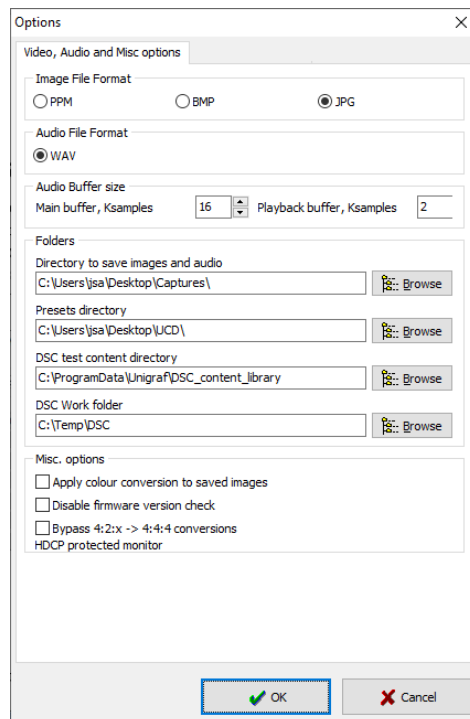 Options
Video, Audio and Misc options
Image File Format
PPM BMP JPG
Audio File Format
WAV
Audio Buffer size
Main buffer, Ksamples 16 Playback buffer, Ksamples 2
Folders
Directory to save images and audio
C:\Users\jsa\Desktop\Captures\ Browse
Presets directory
C:\Users\jsa\Desktop\UCD\ Browse
DSC test content directory
C:\ProgramData\Unigraf\DSC_content_library Browse
DSC Work folder
C:\Temp\DSC Browse
Misc. options
Apply colour conversion to saved images
Disable firmware version check
Bypass 4:2:x -> 4:4:4 conversions
HDCP protected monitor
OK Cancel